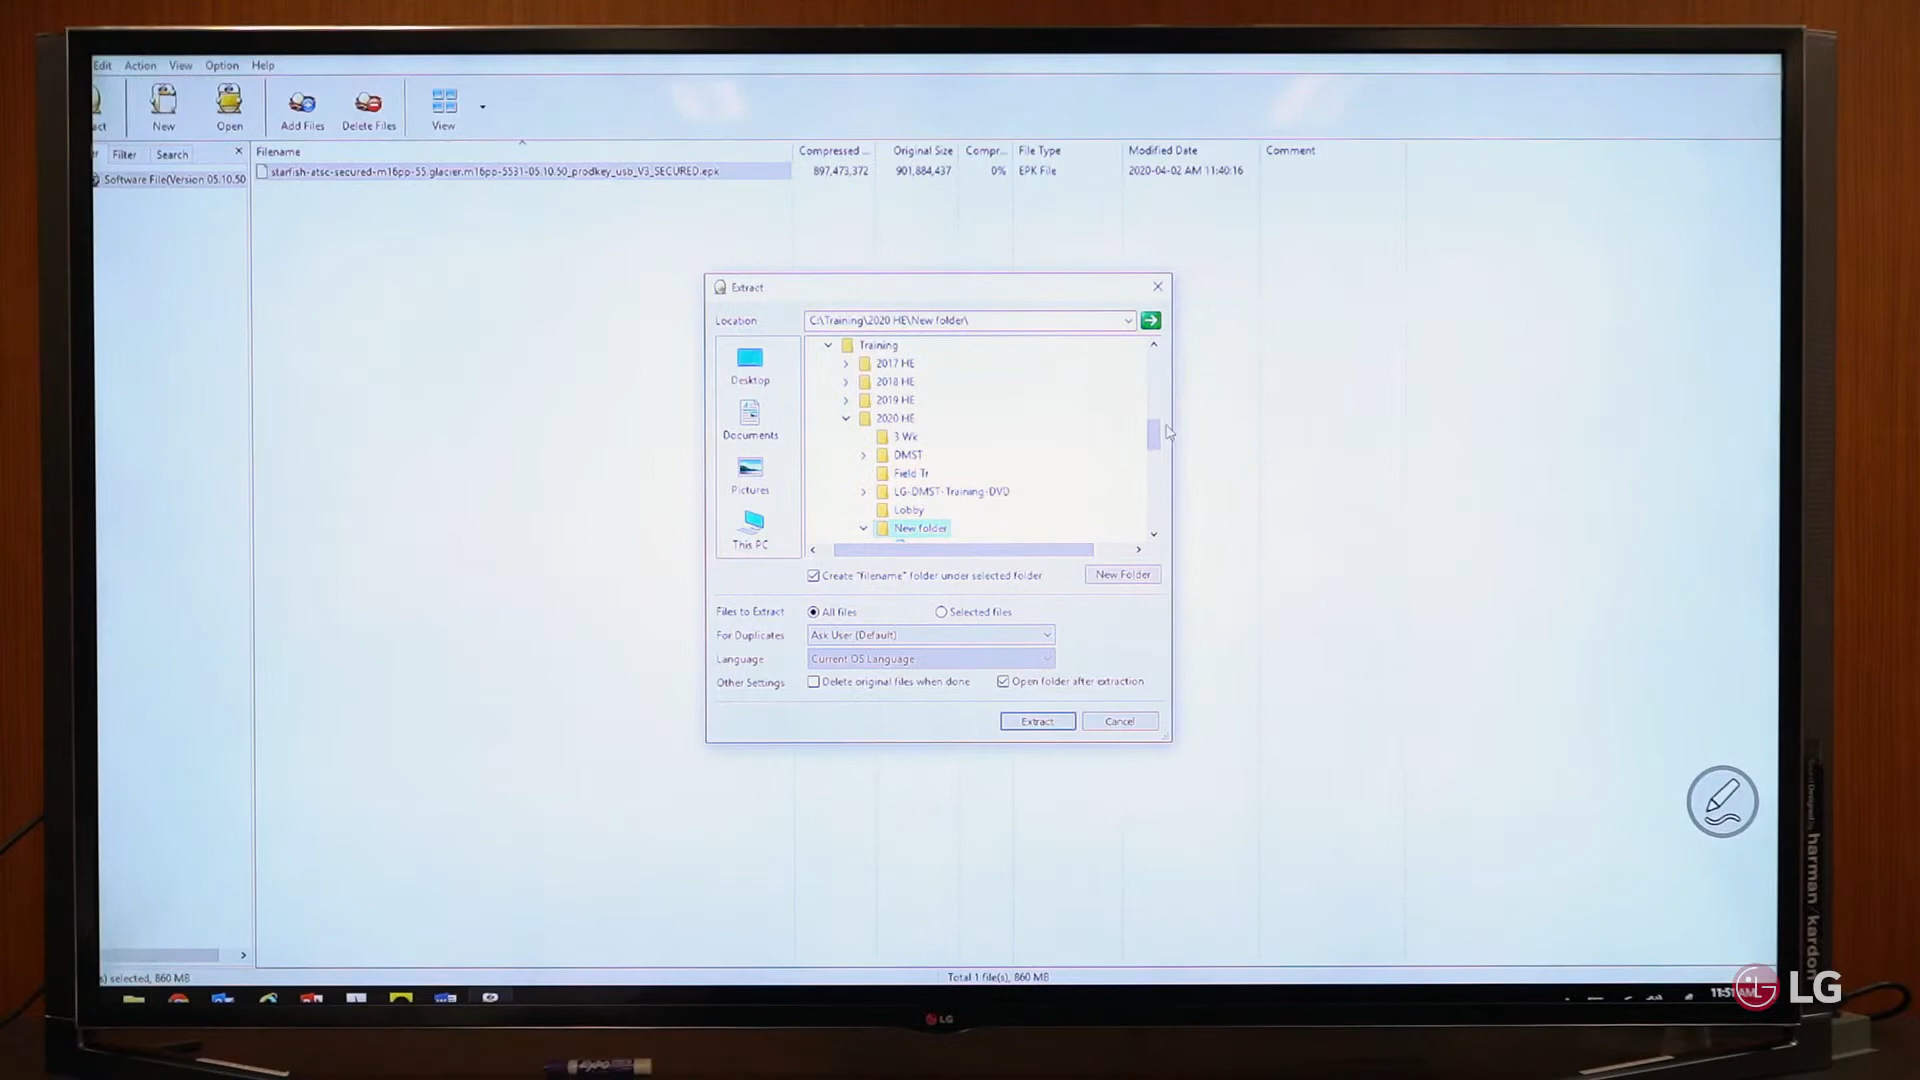 Edit Action View Option Help
New Open Add Files Delete Files View
Filter Search
Filename Compressed ... Original Size Compr... File Type Modified Date Comment
Software File(Version 05.10.50
starfish-atsc-secured-m16pp-55.glacier.m16pp-5531-05.10.50_prodkey_usb_V3_SECURED.epk 897,473,372 901,884,437 0% EPK File 2020-04-02 AM 11:40:16
Extract
Location C:\Training\2020 HE\New folder\
Training
2017 HE
2018 HE
2019 HE
2020 HE
3 Wk
DMST
Field Tr
LG-DMST-Training-DVD
Lobby
New folder
Desktop
Documents
Pictures
This PC
Create "filename" folder under selected folder New Folder
Files to Extract All files Selected files
For Duplicates Ask User (Default)
Language Current OS Language
Other Settings Delete original files when done Open folder after extraction
Extract Cancel
selected, 860 MB
Total 1 file(s), 860 MB
11:51
LG
LG
harman/kardon
EXPO